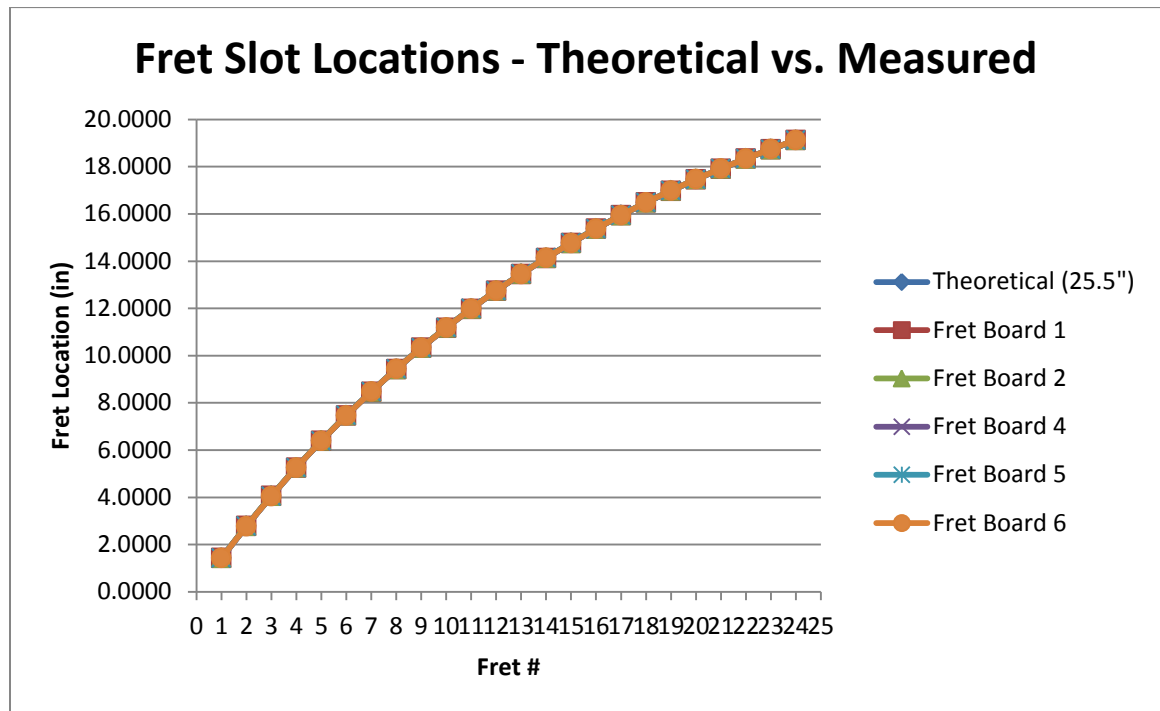 Fret Slot Locations - Theoretical vs. Measured
20.0000
18.0000
16.0000
14.0000
12.0000
10.0000
8.0000
6.0000
4.0000
2.0000
0.0000
Fret Location (in)
0 1 2 3 4 5 6 7 8 9 10 11 12 13 14 15 16 17 18 19 20 21 22 23 24 25
Fret #
Theoretical (25.5")
Fret Board 1
Fret Board 2
Fret Board 4
Fret Board 5
Fret Board 6